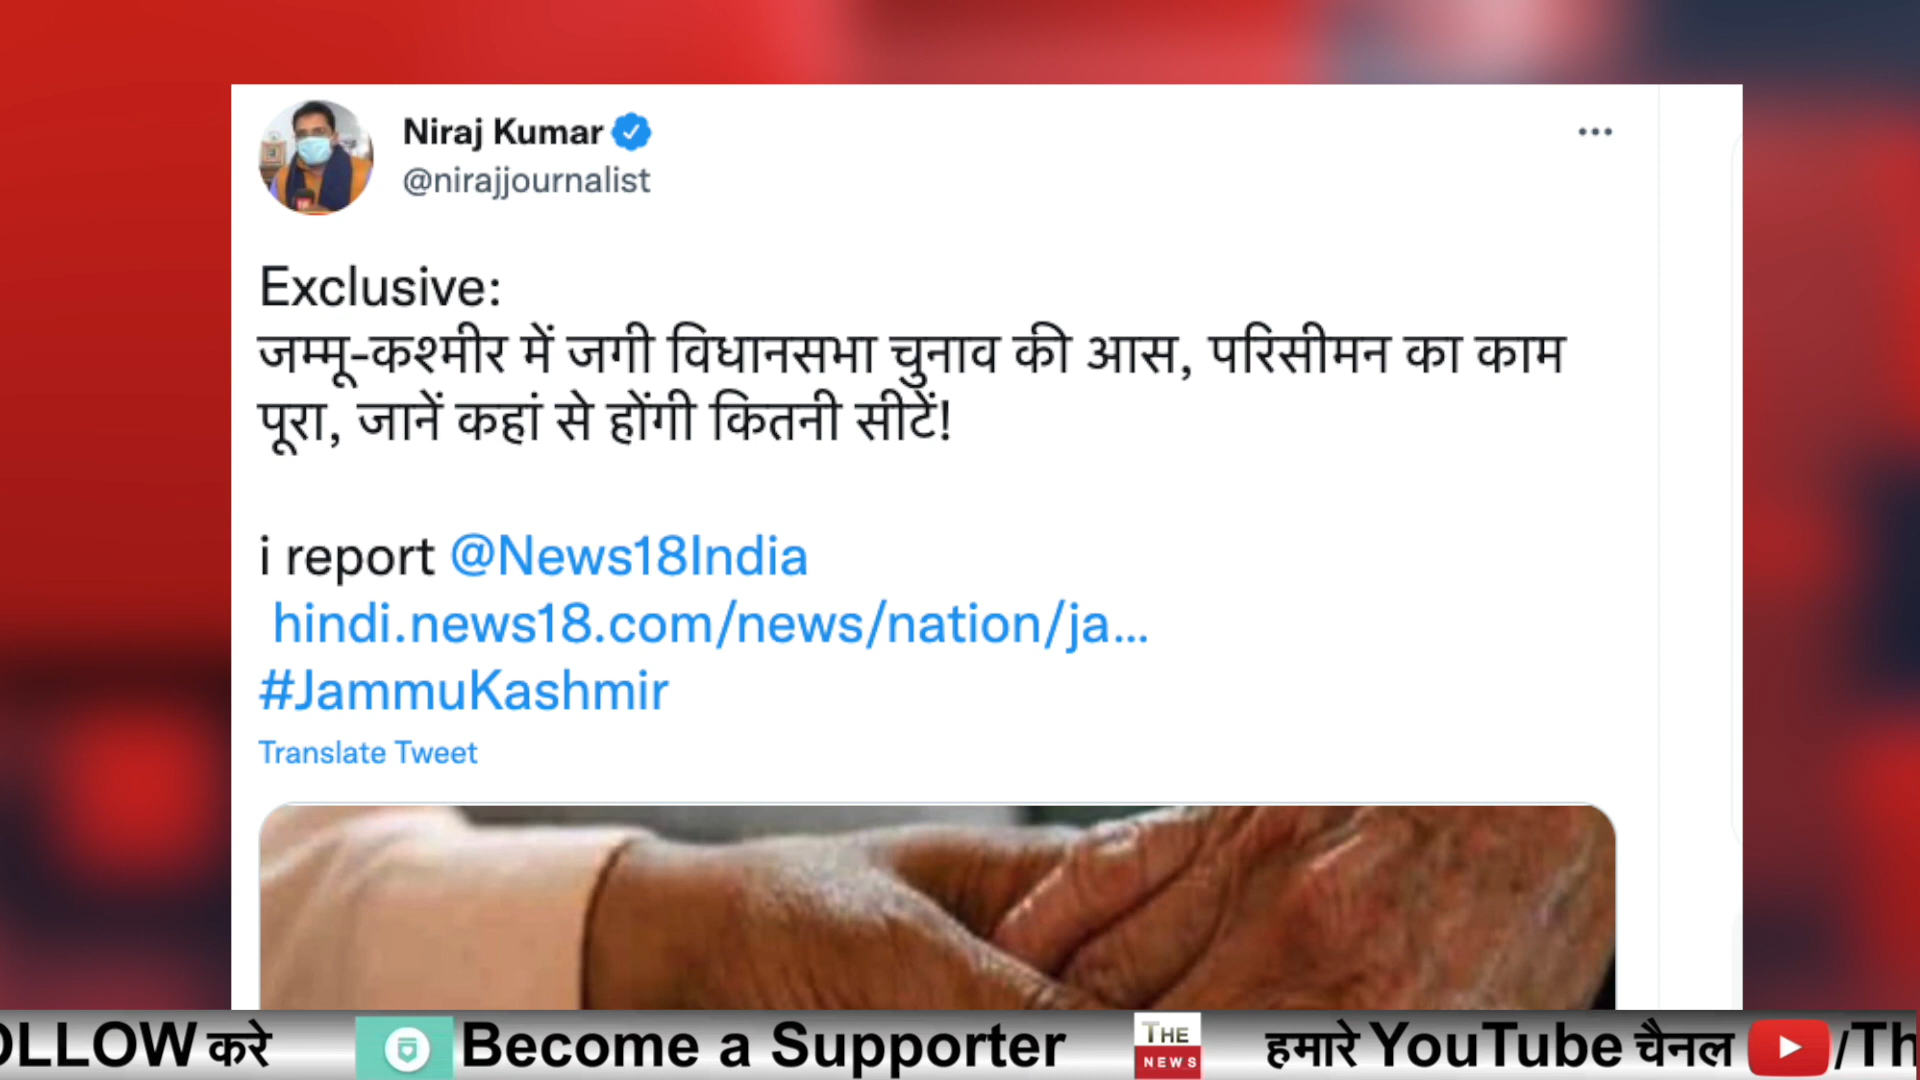 Niraj Kumar
@nirajjournalist
Exclusive:
जम्मू-कश्मीर में जगी विधानसभा चुनाव की आस, परिसीमन का काम
पूरा, जानें कहां से होंगी कितनी सीटें!
i report @News18India
hindi.news18.com/news/nation/ja...
#JammuKashmir
Translate Tweet
OLLOW करे Become a Supporter THE NEWS हमारे YouTube चैनल /Th